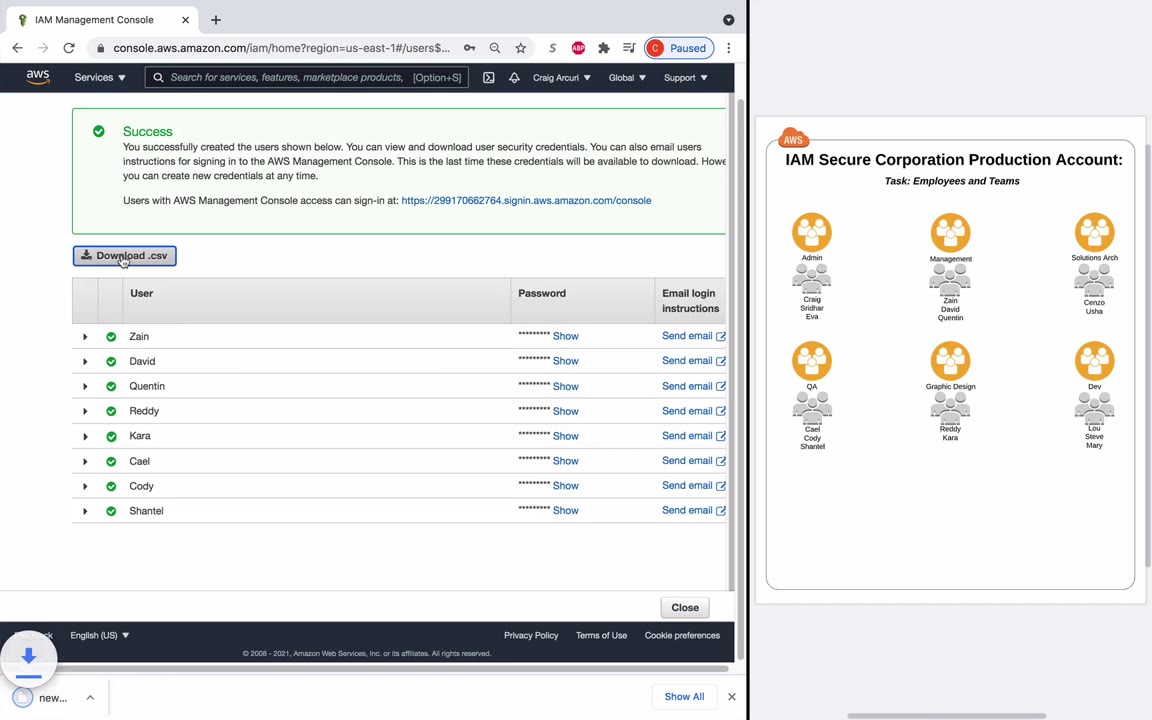 IAM Management Console
console.aws.amazon.com/iam/home?region=us-east-1#/users$...
S
ABP
C Paused
aws
Services
Search for services, features, marketplace products, [Option+S]
Craig Arcuri
Global
Support
Success
You successfully created the users shown below. You can view and download user security credentials. You can also email users
instructions for signing in to the AWS Management Console. This is the last time these credentials will be available to download. Howe
you can create new credentials at any time.
Users with AWS Management Console access can sign-in at: https://299170662764.signin.aws.amazon.com/console
Download .csv
User
Password
Email login
instructions
Zain ********* Show Send email
David ********* Show Send email
Quentin ********* Show Send email
Reddy ********* Show Send email
Kara ********* Show Send email
Cael ********* Show Send email
Cody ********* Show Send email
Shantel ********* Show Send email
Close
English (US)
Privacy Policy
Terms of Use
Cookie preferences
© 2008 - 2021, Amazon Web Services, Inc. or its affiliates. All rights reserved.
new...
Show All
AWS
IAM Secure Corporation Production Account:
Task: Employees and Teams
Admin
Craig
Sridhar
Eva
Management
Zain
David
Quentin
Solutions Arch
Cenzo
Usha
QA
Cael
Cody
Shantel
Graphic Design
Reddy
Kara
Dev
Lou
Steve
Mary